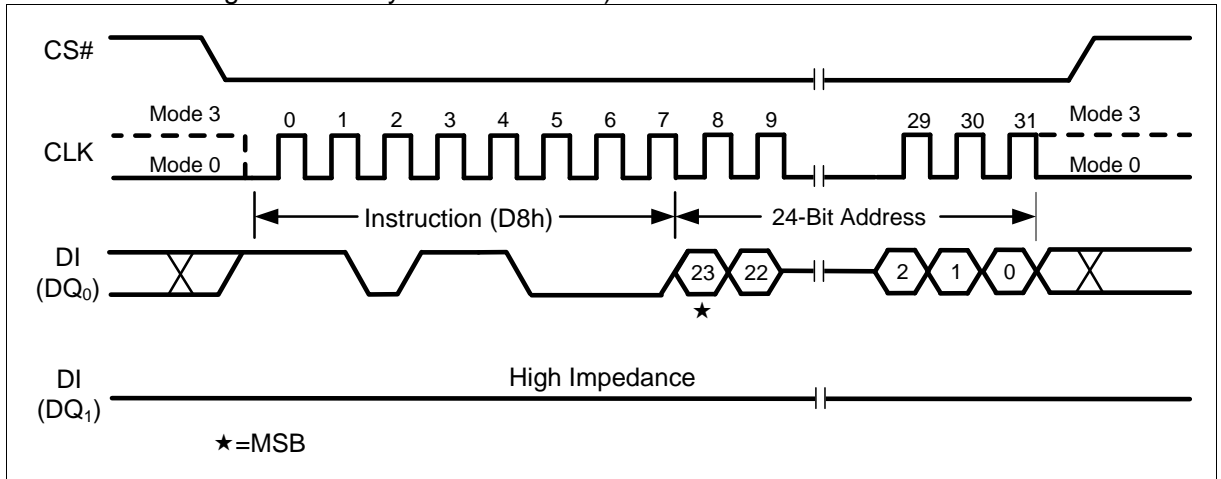 CS#
Mode 3
0 1 2 3 4 5 6 7 8 9 29 30 31
Mode 3
CLK
Mode 0
Mode 0
Instruction (D8h)
24-Bit Address
DI
(DQ0)
23 22 2 1 0
★
DI
(DQ1)
High Impedance
★=MSB